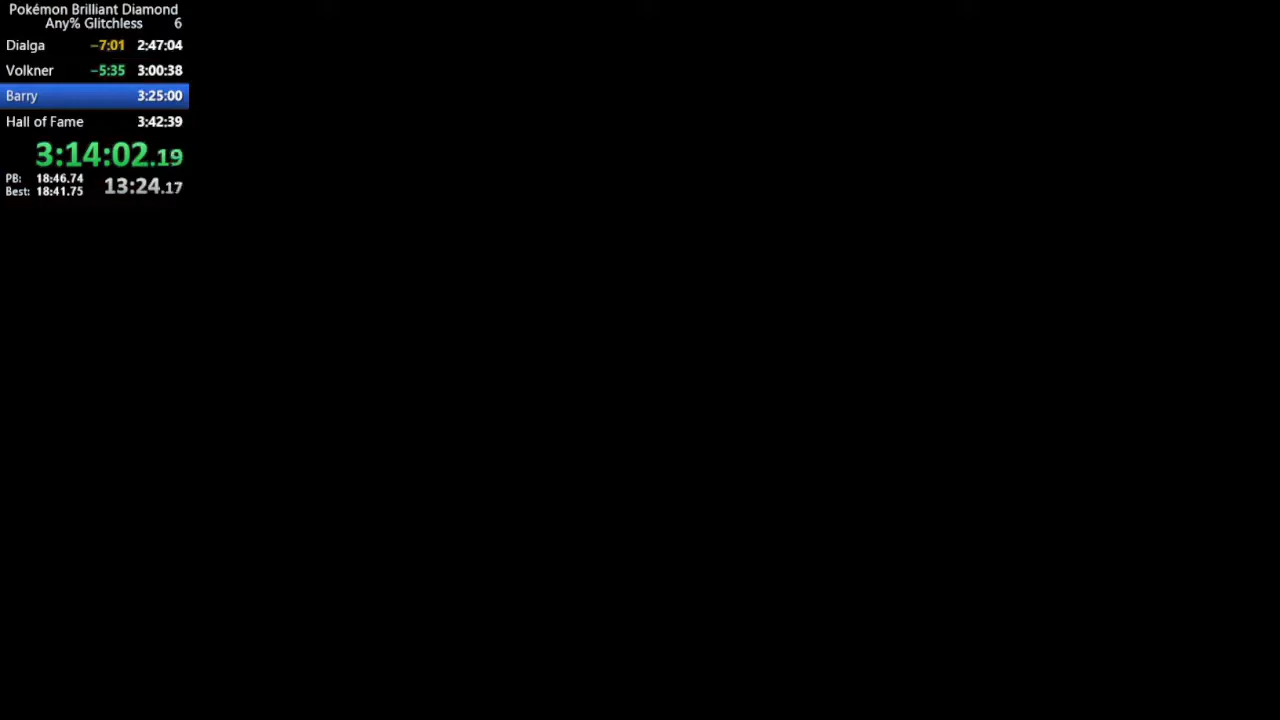 Pokémon Brilliant Diamond
Any% Glitchless 6
Dialga −7:01 2:47:04
Volkner −5:35 3:00:38
Barry 3:25:00
Hall of Fame 3:42:39
3:14:02.19
PB: 18:46.74
Best: 18:41.75
13:24.17